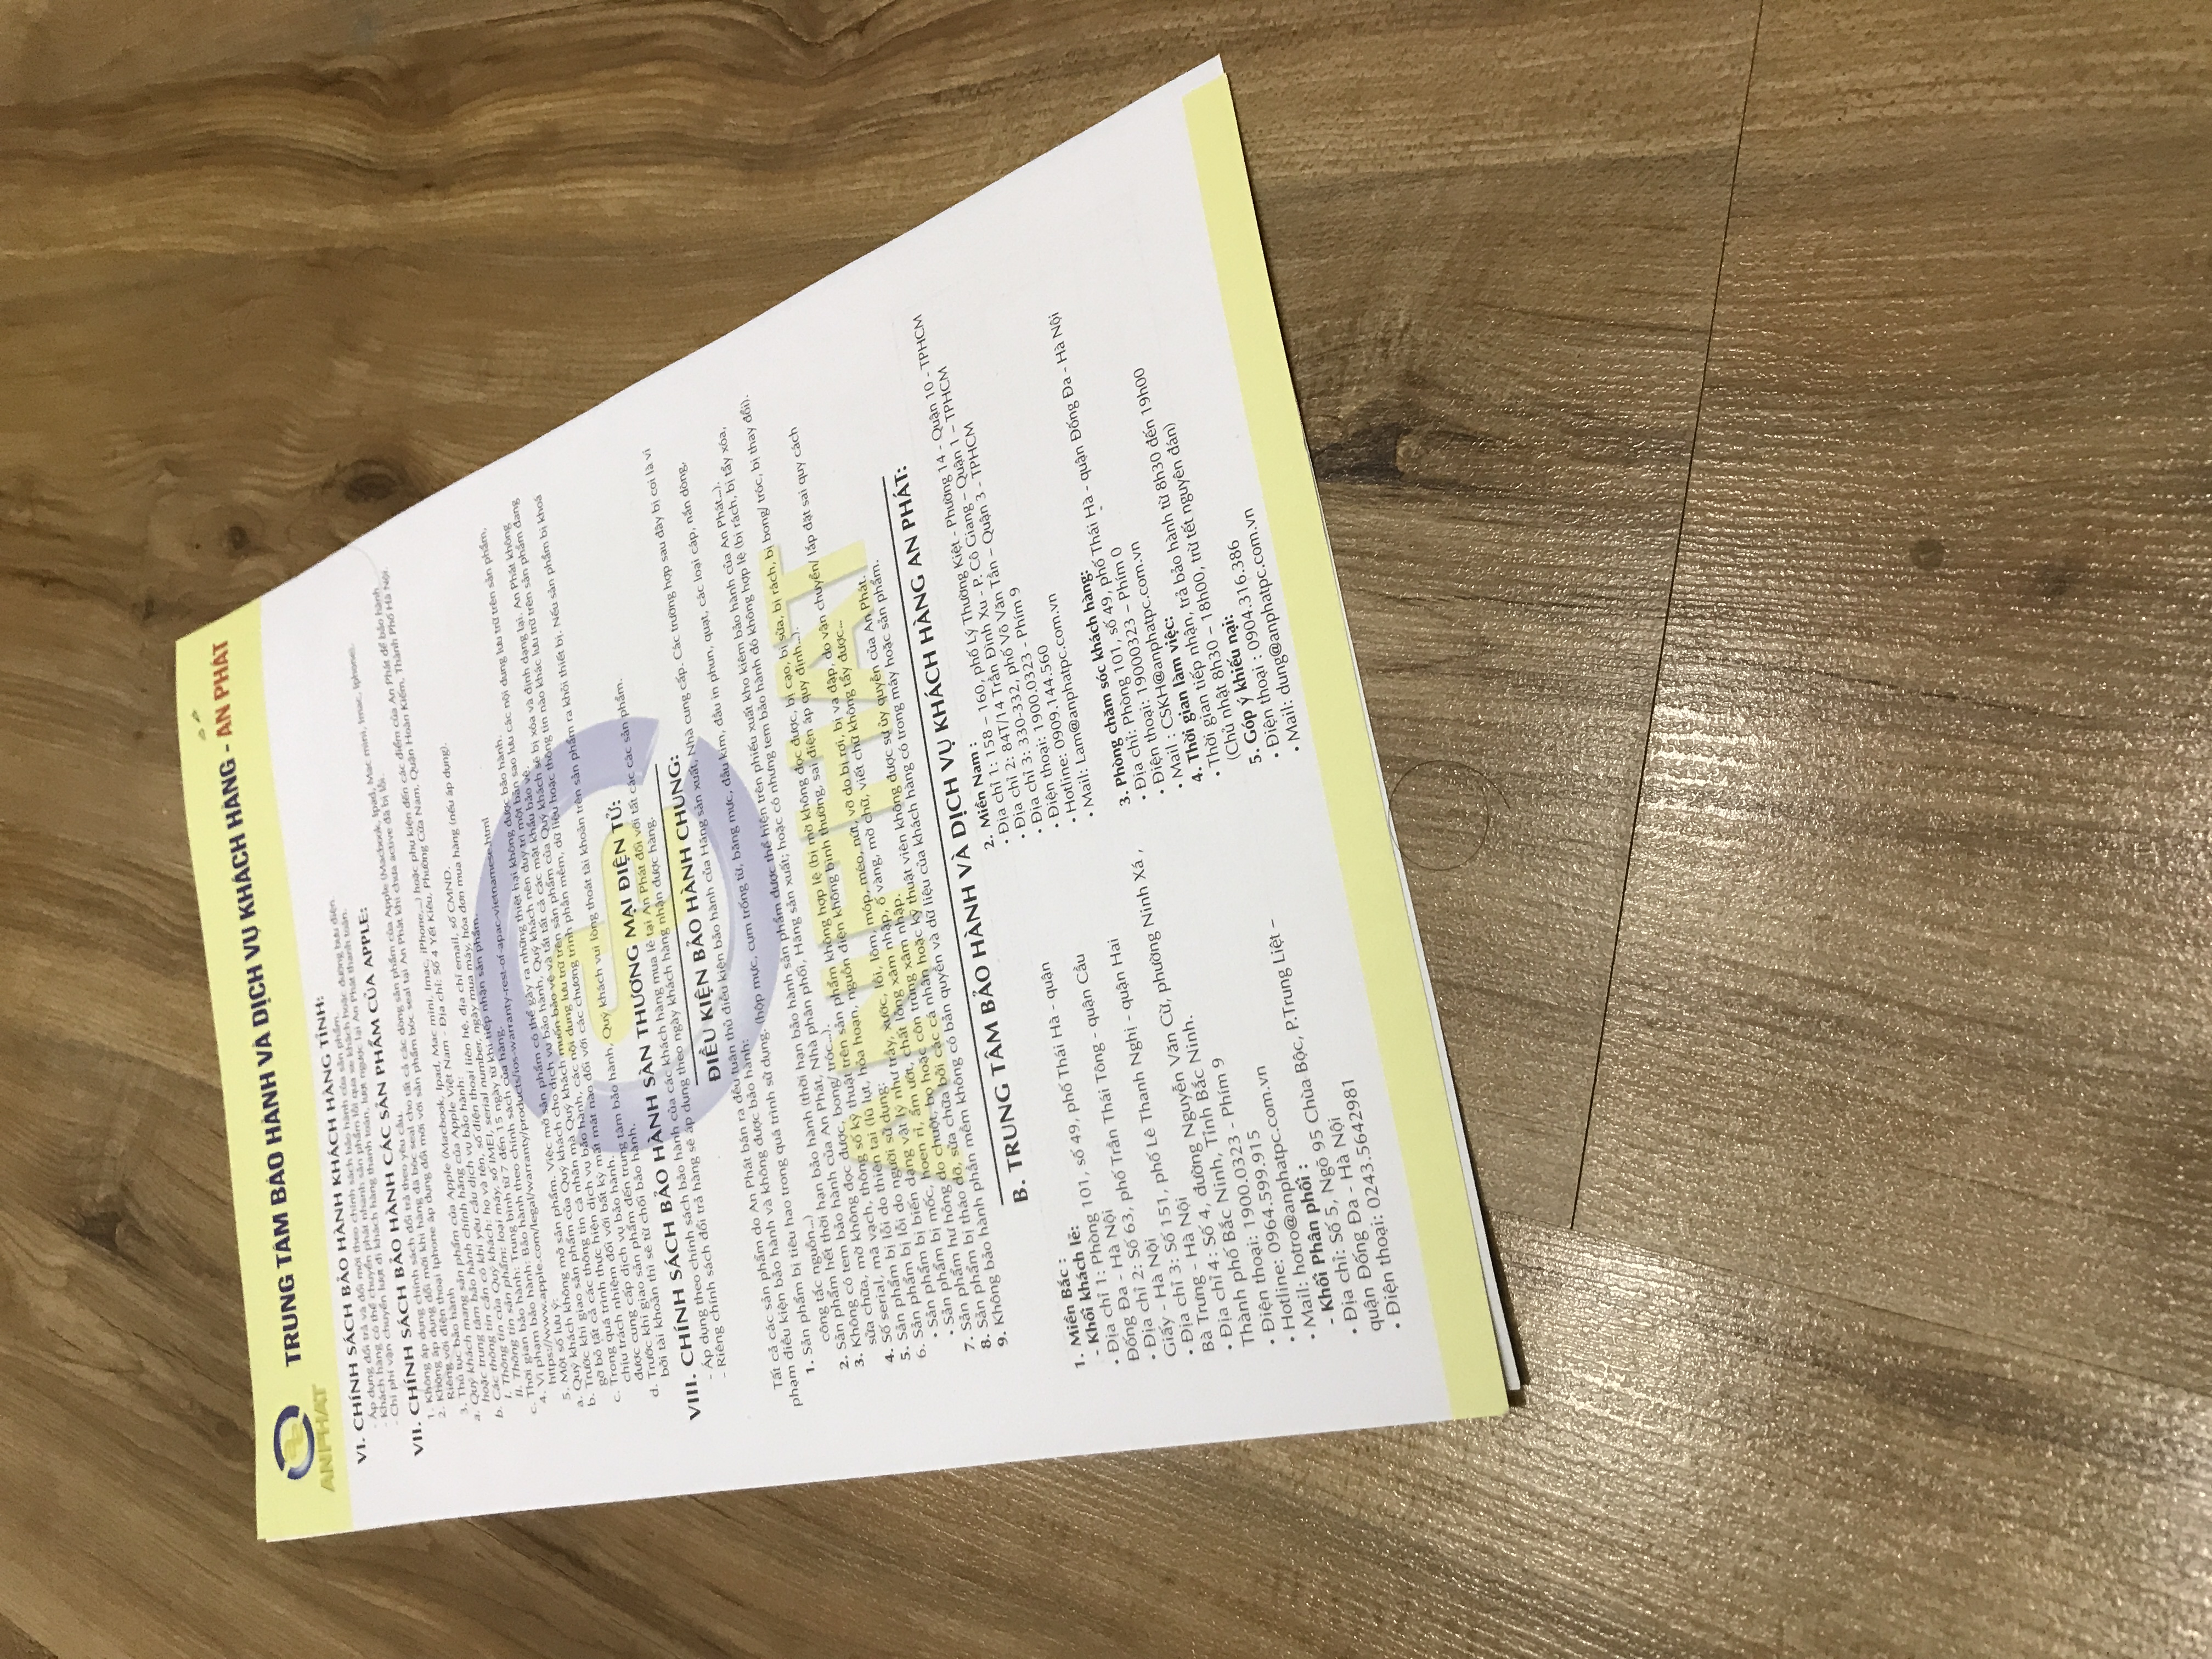 TRUNG TÂM BẢO HÀNH VÀ DỊCH VỤ KHÁCH HÀNG - AN PHÁT
ANPHAT
VI. CHÍNH SÁCH BẢO HÀNH KHÁCH HÀNG TỈNH:
- Áp dụng đổi trả và đổi mới theo chính sách bảo hành của sản phẩm.
- Khách hàng có thể chuyển phát nhanh sản phẩm lỗi qua xe khách hoặc đường bưu điện.
- Chi phí vận chuyển lượt đi khách hàng thanh toán, lượt ngược lại An Phát thanh toán.
VII. CHÍNH SÁCH BẢO HÀNH CÁC SẢN PHẨM CỦA APPLE:
1. Không áp dụng chính sách đổi trả theo yêu cầu.
2. Không áp dụng đổi mới khi hàng đã bóc seal cho tất cả các dòng sản phẩm của Apple (Macbook, Ipad, Mac mini, Imac, Iphone).
Riêng với điện thoại Iphone áp dụng đổi mới với sản phẩm bóc seal tại An Phát khi chưa active đã bị lỗi.
3. Thủ tục bảo hành
a. Quý khách mang sản phẩm của Apple (Macbook, Ipad, Mac mini, Imac, iPhone,...) hoặc phụ kiện đến các điểm của An Phát để bảo hành
hoặc trung tâm bảo hành chính hãng của Apple Việt Nam - Địa chỉ: Số 4 Yết Kiêu, Phường Cửa Nam, Quận Hoàn Kiếm, Thành Phố Hà Nội.
b. Các thông tin cần có khi yêu cầu dịch vụ bảo hành:
I. Thông tin của Quý khách: họ và tên, số điện thoại liên hệ, địa chỉ email, số CMND.
II. Thông tin sản phẩm: loại máy, số IMEI, serial number, ngày mua máy, hóa đơn mua hàng (nếu áp dụng).
c. Thời gian bảo hành: Trung bình từ 7 đến 15 ngày từ khi tiếp nhận sản phẩm.
4. Vi phạm bảo hành: Bảo hành theo chính sách của hãng.
https://www.apple.com/legal/warranty/products/ios-warranty-rest-of-apac-vietnamese.html
5. Một số lưu ý:
a. Quý khách không mở sản phẩm. Việc mở sản phẩm có thể gây ra những thiệt hại không được bảo hành.
b. Trước khi giao sản phẩm của Quý khách cho dịch vụ bảo hành, Quý khách nên duy trì một bản sao lưu các nội dung lưu trữ trên sản phẩm,
gỡ bỏ tất cả các thông tin cá nhân mà Quý khách muốn bảo vệ và tắt tất cả các mật khẩu bảo vệ.
c. Trong quá trình thực hiện dịch vụ bảo hành, các nội dung lưu trữ trên sản phẩm của Quý khách sẽ bị xóa và định dạng lại. An Phát không
chịu trách nhiệm đối với bất kỳ mất mát nào đối với các chương trình phần mềm, dữ liệu hoặc thông tin nào khác lưu trữ trên sản phẩm đang
được cung cấp dịch vụ bảo hành.
d. Trước khi giao sản phẩm đến trung tâm bảo hành, Quý khách vui lòng thoát tài khoản trên sản phẩm ra khỏi thiết bị. Nếu sản phẩm bị khoá
bởi tài khoản thì sẽ từ chối bảo hành.
VIII. CHÍNH SÁCH BẢO HÀNH SÀN THƯƠNG MẠI ĐIỆN TỬ:
- Áp dụng theo chính sách bảo hành của các khách hàng mua lẻ tại An Phát đối với tất các các sản phẩm.
- Riêng chính sách đổi trả hàng sẽ áp dụng theo ngày khách hàng nhận được hàng.
ĐIỀU KIỆN BẢO HÀNH CHUNG:
Tất cả các sản phẩm do An Phát bán ra đều tuân thủ điều kiện bảo hành của Hãng sản xuất, Nhà cung cấp. Các trường hợp sau đây bị coi là vi
phạm điều kiện bảo hành và không được bảo hành:
1. Sản phẩm bị tiêu hao trong quá trình sử dụng. (hộp mực, cụm trống từ, băng mực, đầu kim, đầu in phun, quạt, các loại cáp, nắn dòng,
công tắc nguồn...)
2. Sản phẩm hết thời hạn bảo hành (thời hạn bảo hành sản phẩm được thể hiện trên phiếu xuất kho kiêm bảo hành của An Phát...).
3. Không có tem bảo hành của An Phát, Nhà phân phối, Hãng sản xuất; hoặc có nhưng tem bảo hành đó không hợp lệ (bị rách, bị tẩy xóa,
sửa chữa, mờ không đọc được, bong/ tróc...).
4. Số serial, mã vạch, thông số kỹ thuật trên sản phẩm không hợp lệ (bị mờ không đọc được, bị cạo, bị sửa, bị rách, bị bong/ tróc, bị thay đổi).
5. Sản phẩm bị lỗi do thiên tai (lũ lụt, hỏa hoạn, nguồn điện không bình thường, sai điện áp quy định...).
6. Sản phẩm bị lỗi do người sử dụng:
• Sản phẩm bị biến dạng vật lý như trầy, xước, lồi, lõm, móp, méo, nứt, vỡ do bị rơi, bị va đập, do vận chuyển/ lắp đặt sai quy cách
• Sản phẩm bị mốc, hoen rỉ, ẩm ướt, chất lỏng xâm nhập, ố vàng, mờ chữ, viết chữ không tẩy được...
7. Sản phẩm hư hỏng do chuột, bọ hoặc côn trùng xâm nhập.
8. Sản phẩm bị tháo dỡ, sửa chữa bởi các cá nhân hoặc kỹ thuật viên không được sự ủy quyền của An Phát.
9. Không bảo hành phần mềm không có bản quyền và dữ liệu của khách hàng có trong máy hoặc sản phẩm.
ANPHAT
B. TRUNG TÂM BẢO HÀNH VÀ DỊCH VỤ KHÁCH HÀNG AN PHÁT:
1. Miền Bắc :
- Khối khách lẻ:
• Địa chỉ 1: Phòng 101, số 49, phố Thái Hà - quận
Đống Đa - Hà Nội
• Địa chỉ 2: Số 63, phố Trần Thái Tông - quận Cầu
Giấy - Hà Nội
• Địa chỉ 3: Số 151, phố Lê Thanh Nghị - quận Hai
Bà Trưng - Hà Nội
• Địa chỉ 4: Số 4, đường Nguyễn Văn Cừ, phường Ninh Xá ,
Thành phố Bắc Ninh, Tỉnh Bắc Ninh.
• Điện thoại: 1900.0323 - Phím 9
• Hotline: 0964.599.915
• Mail: hotro@anphatpc.com.vn
- Khối Phân phối :
• Địa chỉ: Số 5, Ngõ 95 Chùa Bộc, P.Trung Liệt –
quận Đống Đa - Hà Nội
• Điện thoại: 0243.5642981
2. Miền Nam :
• Địa chỉ 1: 158 – 160, phố Lý Thường Kiệt - Phường 14 - Quận 10 - TPHCM
• Địa chỉ 2: 84T/14 Trần Đình Xu - P. Cô Giang – Quận 1 – TPHCM
• Địa chỉ 3: 330-332, phố Võ Văn Tần – Quận 3 - TPHCM
• Điện thoại: 1900.0323 - Phím 9
• Hotline: 0909.144.560
• Mail: Lam@anphatpc.com.vn
3. Phòng chăm sóc khách hàng:
• Địa chỉ: Phòng 101, số 49, phố Thái Hà - quận Đống Đa - Hà Nội
• Điện thoại: 19000323 – Phím 0
• Mail : CSKH@anphatpc.com.vn
4. Thời gian làm việc:
• Thời gian tiếp nhận, trả bảo hành từ 8h30 đến 19h00
(Chủ nhật 8h30 – 18h00, trừ tết nguyên đán)
5. Góp ý khiếu nại:
• Điện thoại : 0904.316.386
• Mail: dung@anphatpc.com.vn